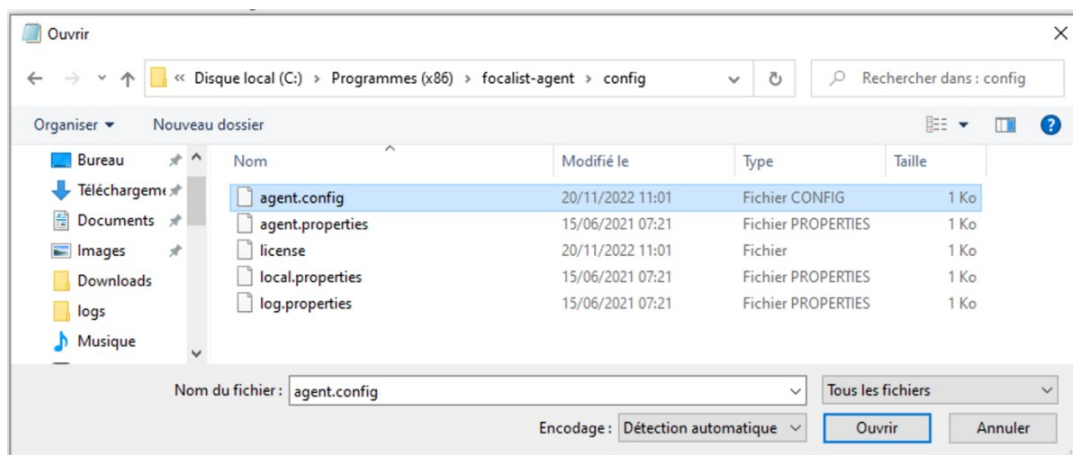 Ouvrir
« Disque local (C:) › Programmes (x86) › focalist-agent › config
Rechercher dans : config
Organiser Nouveau dossier
Nom Modifié le Type Taille
Bureau
Téléchargeme
Documents
Images
Downloads
logs
Musique
agent.config 20/11/2022 11:01 Fichier CONFIG 1 Ko
agent.properties 15/06/2021 07:21 Fichier PROPERTIES 1 Ko
license 20/11/2022 11:01 Fichier 1 Ko
local.properties 15/06/2021 07:21 Fichier PROPERTIES 1 Ko
log.properties 15/06/2021 07:21 Fichier PROPERTIES 1 Ko
Nom du fichier : agent.config Tous les fichiers
Encodage : Détection automatique Ouvrir Annuler